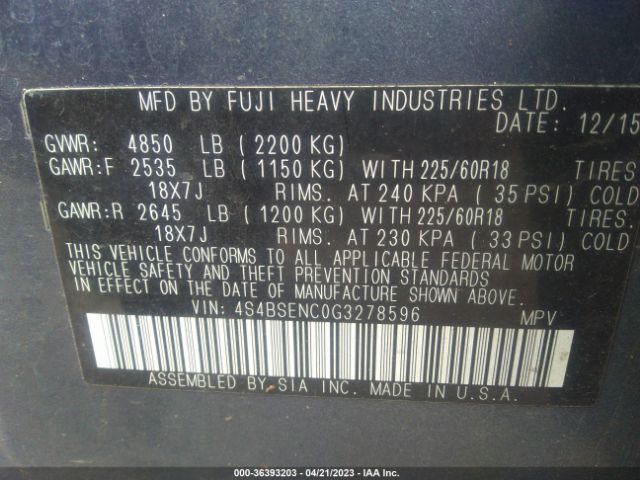 MFD BY FUJI HEAVY INDUSTRIES LTD.
DATE: 12/15
GVWR: 4850 LB ( 2200 KG)
GAWR:F 2535 LB ( 1150 KG) WITH 225/60R18 TIRES
18X7J RIMS. AT 240 KPA ( 35 PSI) COLD
GAWR:R 2645 LB ( 1200 KG) WITH 225/60R18 TIRES.
18X7J RIMS. AT 230 KPA ( 33 PSI) COLD
THIS VEHICLE CONFORMS TO ALL APPLICABLE FEDERAL MOTOR
VEHICLE SAFETY AND THEFT PREVENTION STANDARDS
IN EFFECT ON THE DATE OF MANUFACTURE SHOWN ABOVE.
VIN: 4S4BSENC0G3278596 MPV
ASSEMBLED BY SIA INC. MADE IN U.S.A.
000-36393203 - 04/21/2023 - IAA Inc.